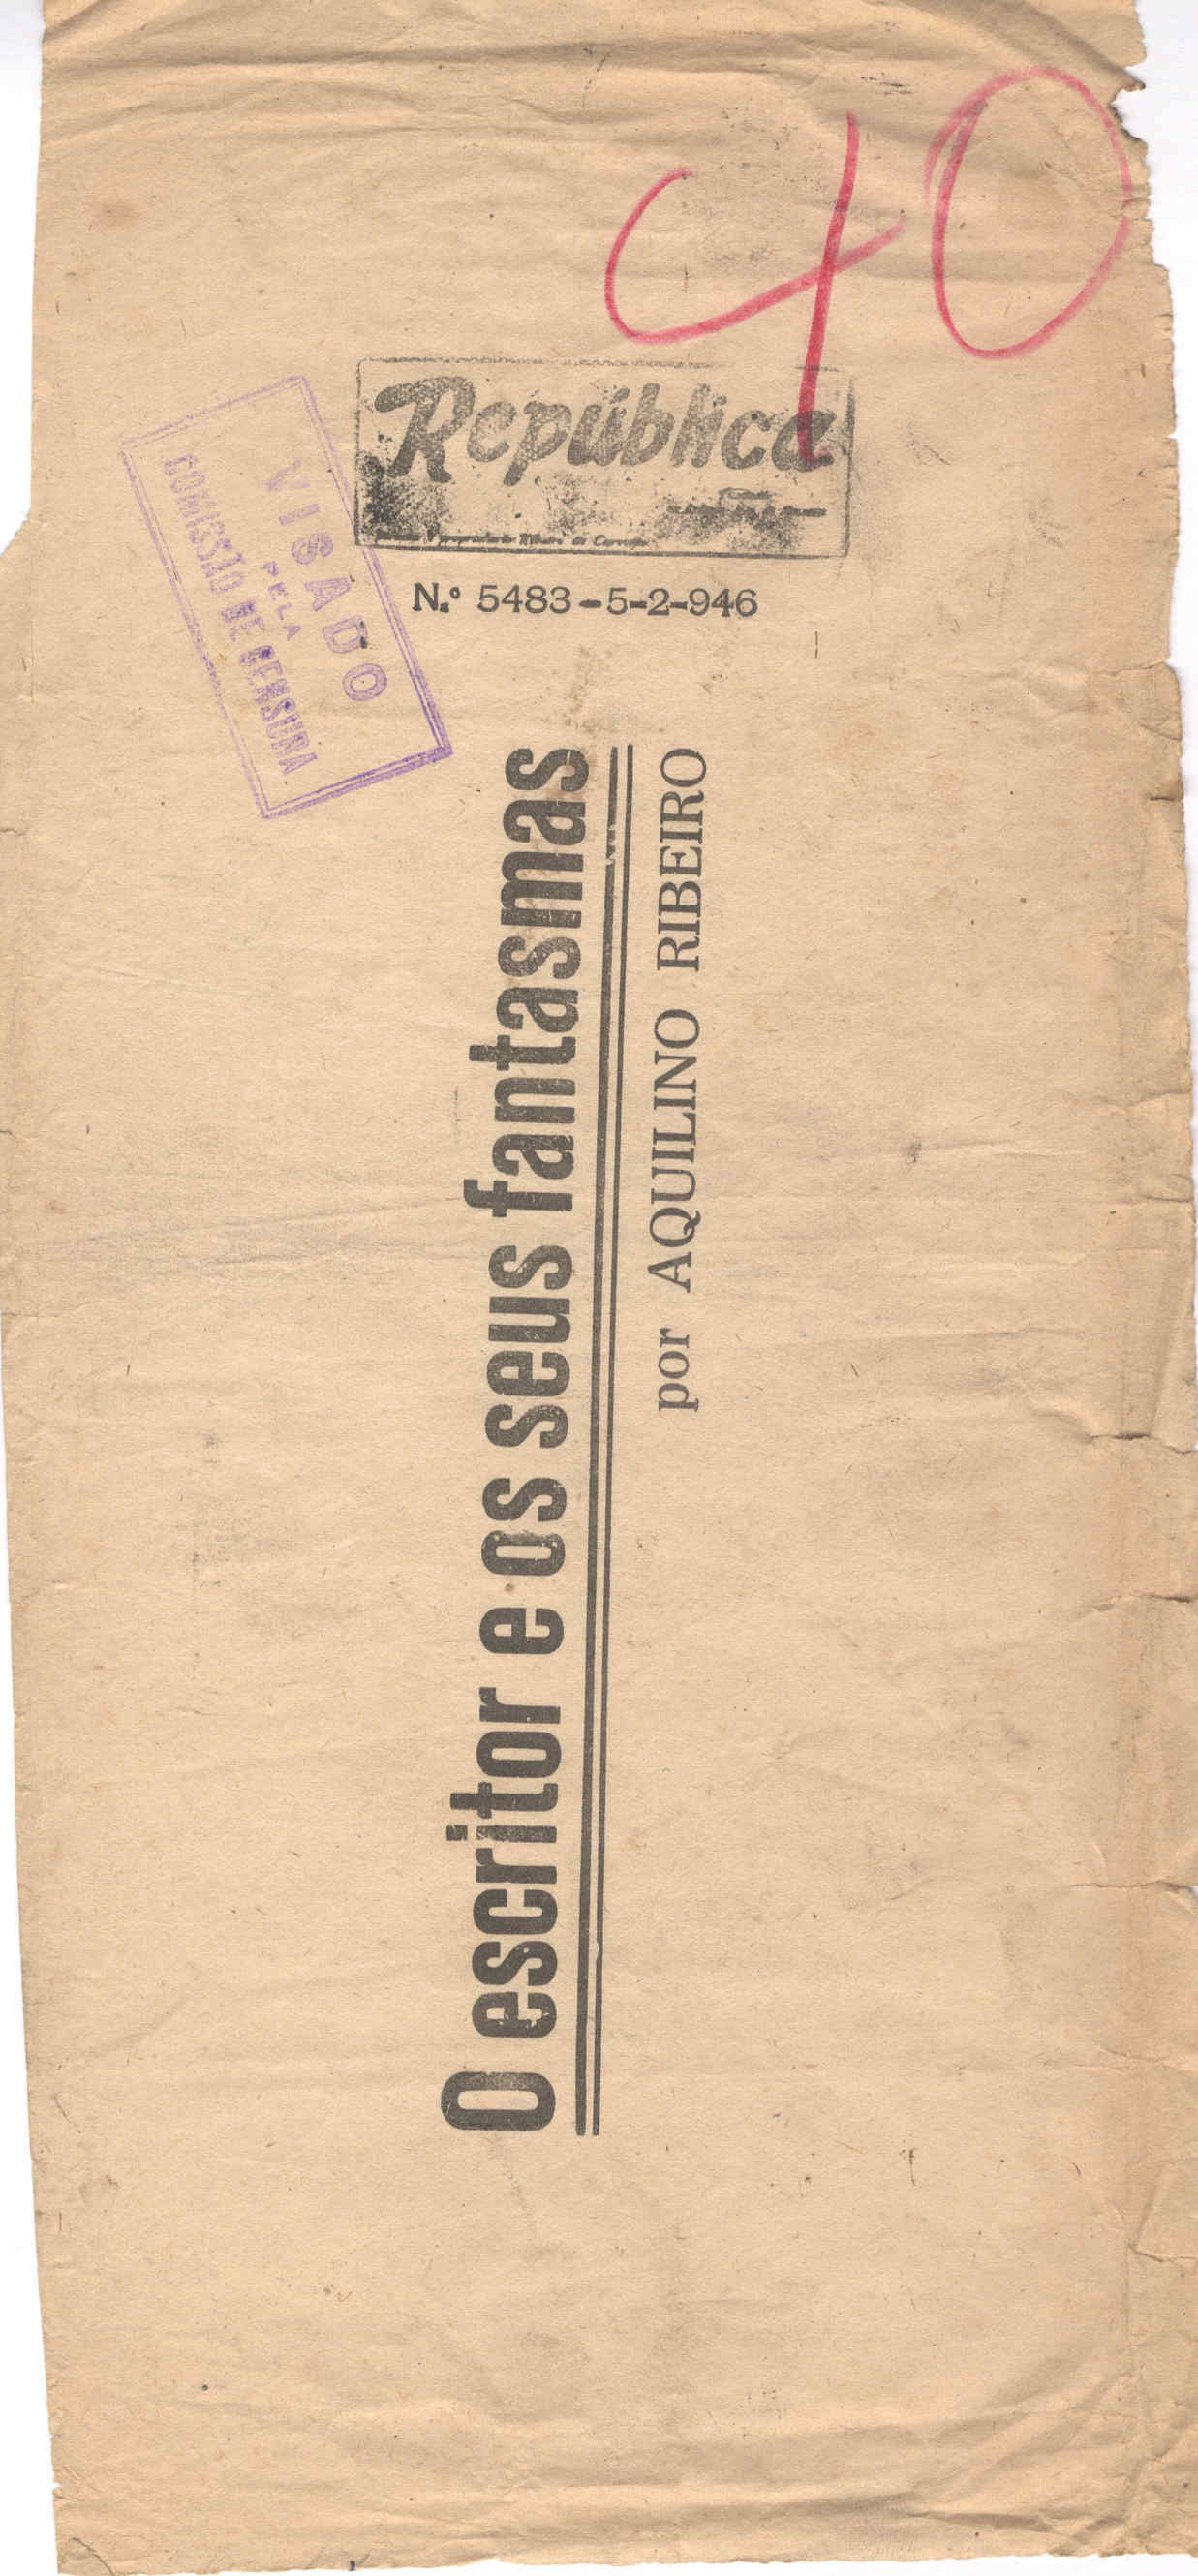 40
República
N.º 5483-5-2-946
VISADO
PELA
COMISSÃO DE CENSURA
O escritor e os seus fantasmas
por AQUILINO RIBEIRO